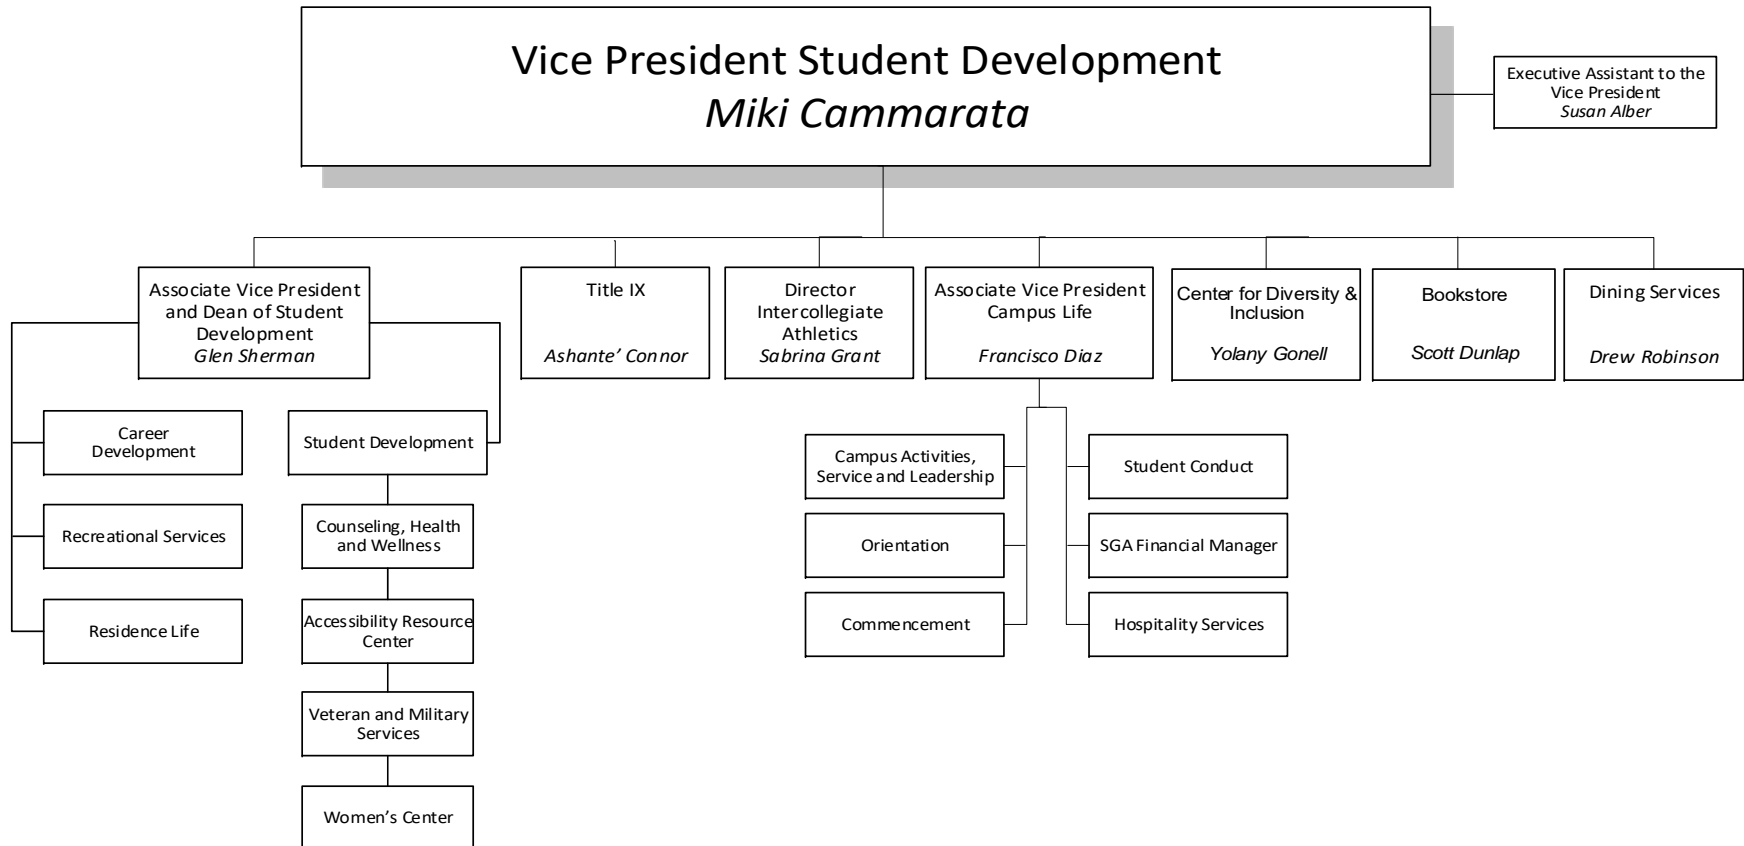 Vice President Student Development
Miki Cammarata
Executive Assistant to the
Vice President
Susan Alber
Associate Vice President
and Dean of Student
Development
Glen Sherman
Title IX
Ashante’ Connor
Director
Intercollegiate
Athletics
Sabrina Grant
Associate Vice President
Campus Life
Francisco Diaz
Center for Diversity &
Inclusion
Yolany Gonell
Bookstore
Scott Dunlap
Dining Services
Drew Robinson
Career
Development
Recreational Services
Residence Life
Student Development
Counseling, Health
and Wellness
Accessibility Resource
Center
Veteran and Military
Services
Women’s Center
Campus Activities,
Service and Leadership
Orientation
Commencement
Student Conduct
SGA Financial Manager
Hospitality Services